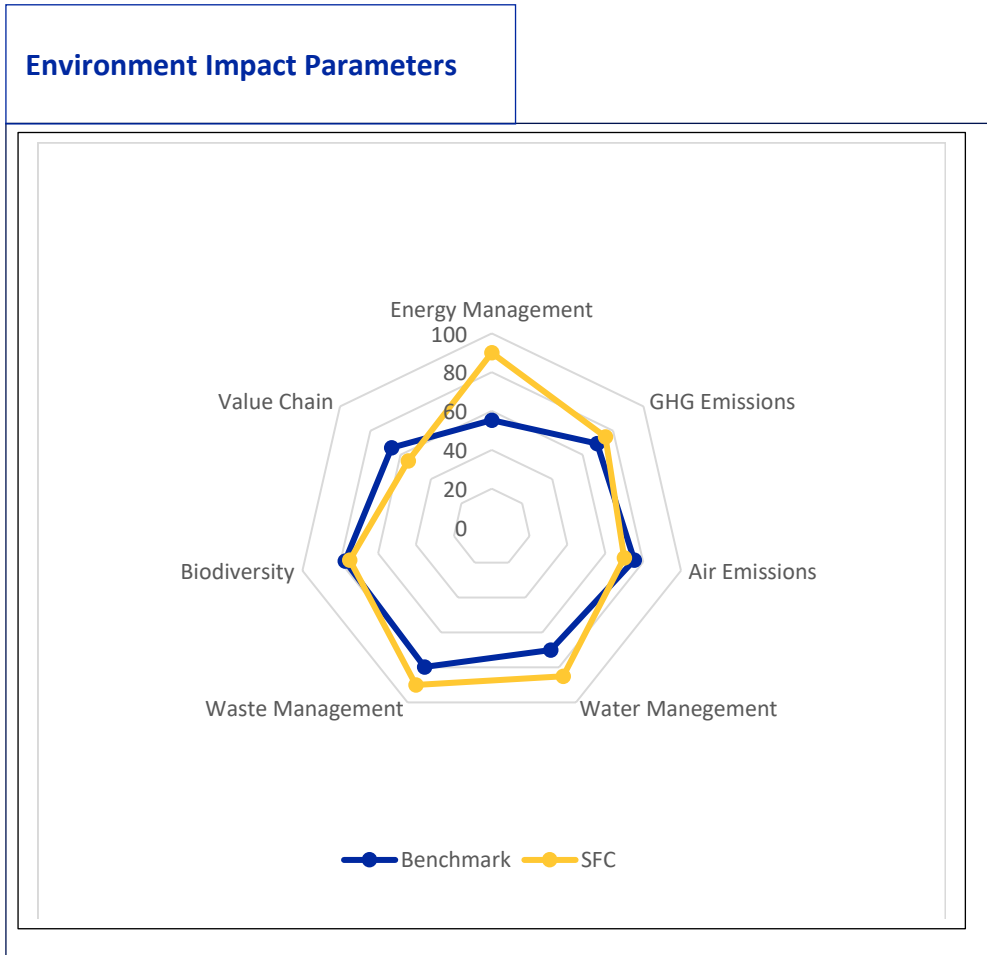 Environment Impact Parameters
Energy Management
100
80
60
40
20
0
GHG Emissions
Value Chain
Air Emissions
Biodiversity
Water Manegement
Waste Management
Benchmark
SFC